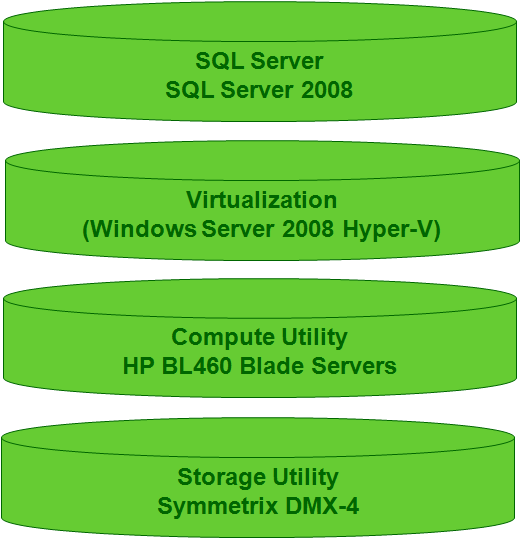 SQL Server
SQL Server 2008
Virtualization
(Windows Server 2008 Hyper-V)
Compute Utility
HP BL460 Blade Servers
Storage Utility
Symmetrix DMX-4